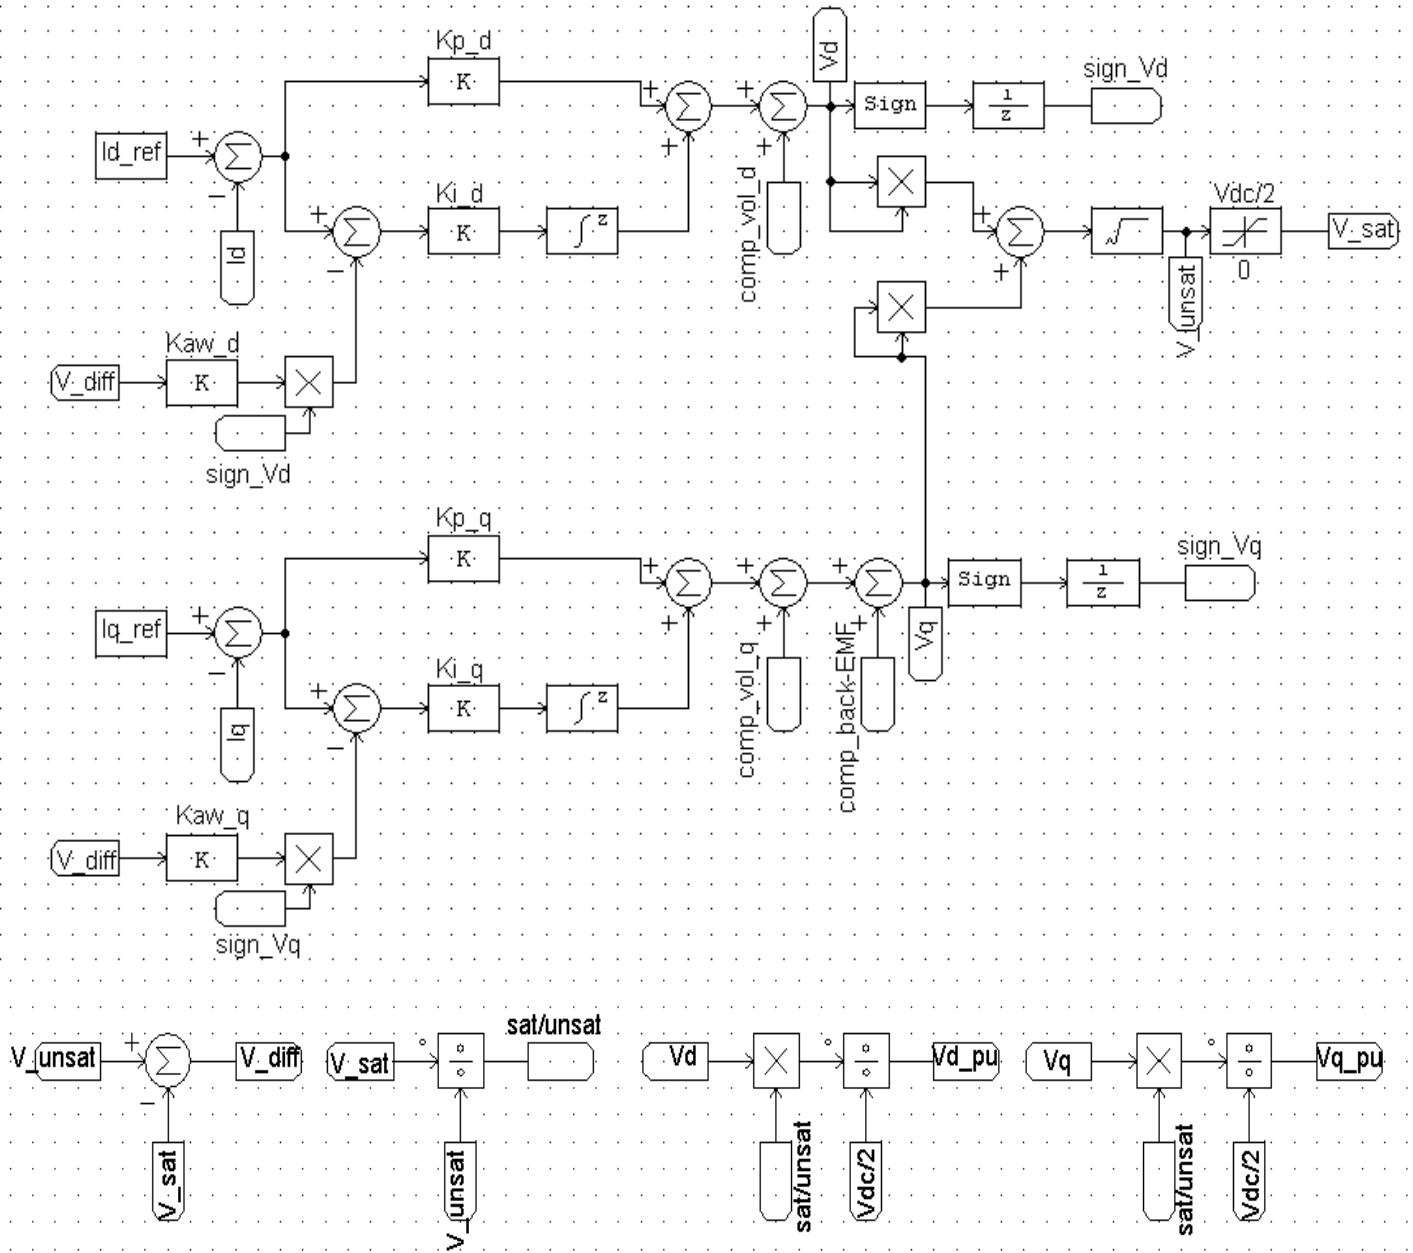 Kp_d
K
Vd
Sign
1
z
sign_Vd
Id_ref
Id
Ki_d
K
z
comp_vol_d
Vdc/2
0
V_unsat
V_sat
Kaw_d
V_diff
K
sign_Vd
Kp_q
K
Iq_ref
Iq
Ki_q
K
z
comp_vol_q
comp_back-EMF
Vq
Sign
1
z
sign_Vq
Kaw_q
V_diff
K
sign_Vq
V_unsat
V_sat
V_diff
V_sat
V_unsat
sat/unsat
Vd
sat/unsat
Vdc/2
Vd_pu
Vq
sat/unsat
Vdc/2
Vq_pu